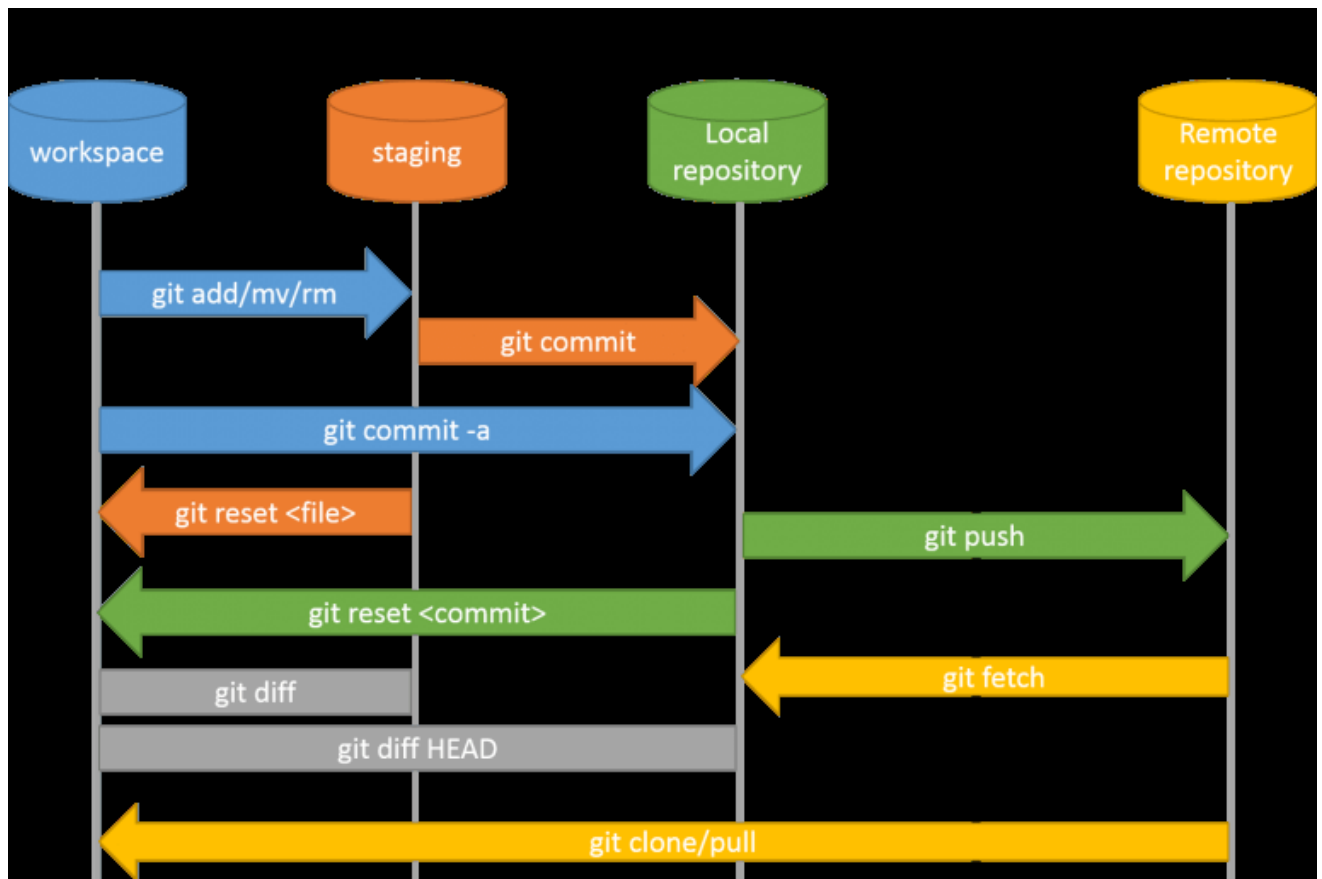 workspace
staging
Local
repository
Remote
repository
git add/mv/rm
git commit
git commit -a
git reset <file>
git push
git reset <commit>
git fetch
git diff
git diff HEAD
git clone/pull